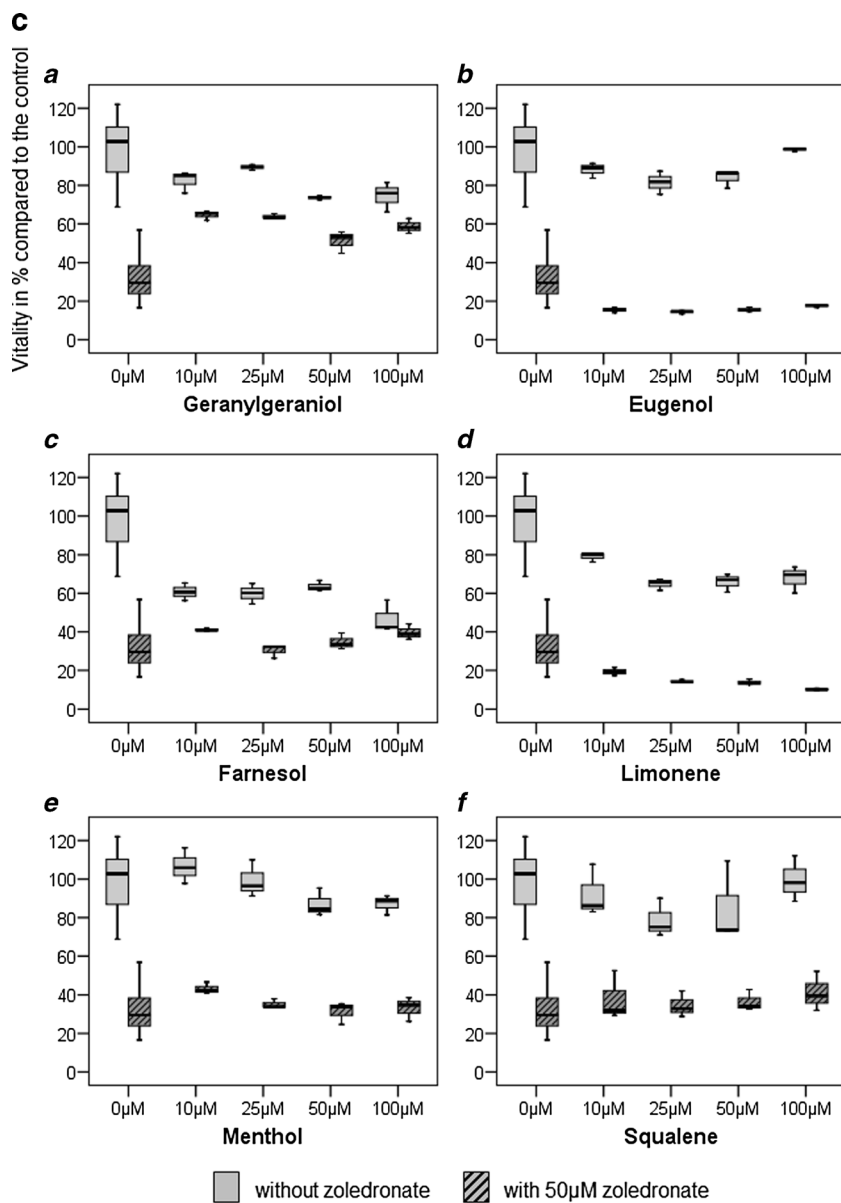 c
Vitality in % compared to the control
a
120
100
80
60
40
20
0
0µM 10µM 25µM 50µM 100µM
Geranylgeraniol
b
120
100
80
60
40
20
0
0µM 10µM 25µM 50µM 100µM
Eugenol
c
120
100
80
60
40
20
0
0µM 10µM 25µM 50µM 100µM
Farnesol
d
120
100
80
60
40
20
0
0µM 10µM 25µM 50µM 100µM
Limonene
e
120
100
80
60
40
20
0
0µM 10µM 25µM 50µM 100µM
Menthol
f
120
100
80
60
40
20
0
0µM 10µM 25µM 50µM 100µM
Squalene
without zoledronate with 50µM zoledronate